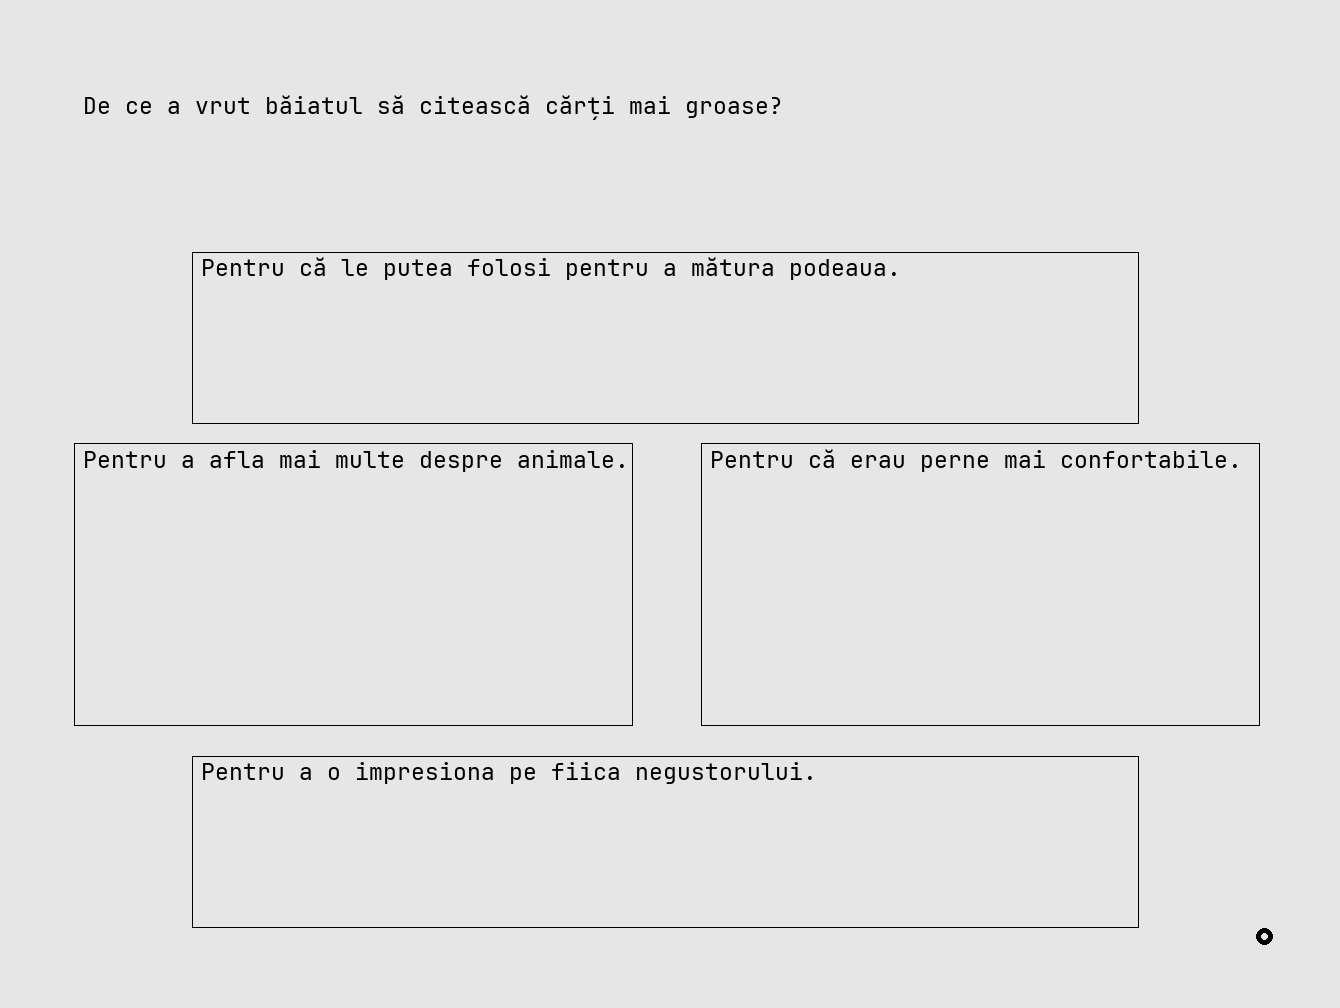 De ce a vrut băiatul să citească cărți mai groase?
Pentru că le putea folosi pentru a mătura podeaua.
Pentru a afla mai multe despre animale.
Pentru că erau perne mai confortabile.
Pentru a o impresiona pe fiica negustorului.